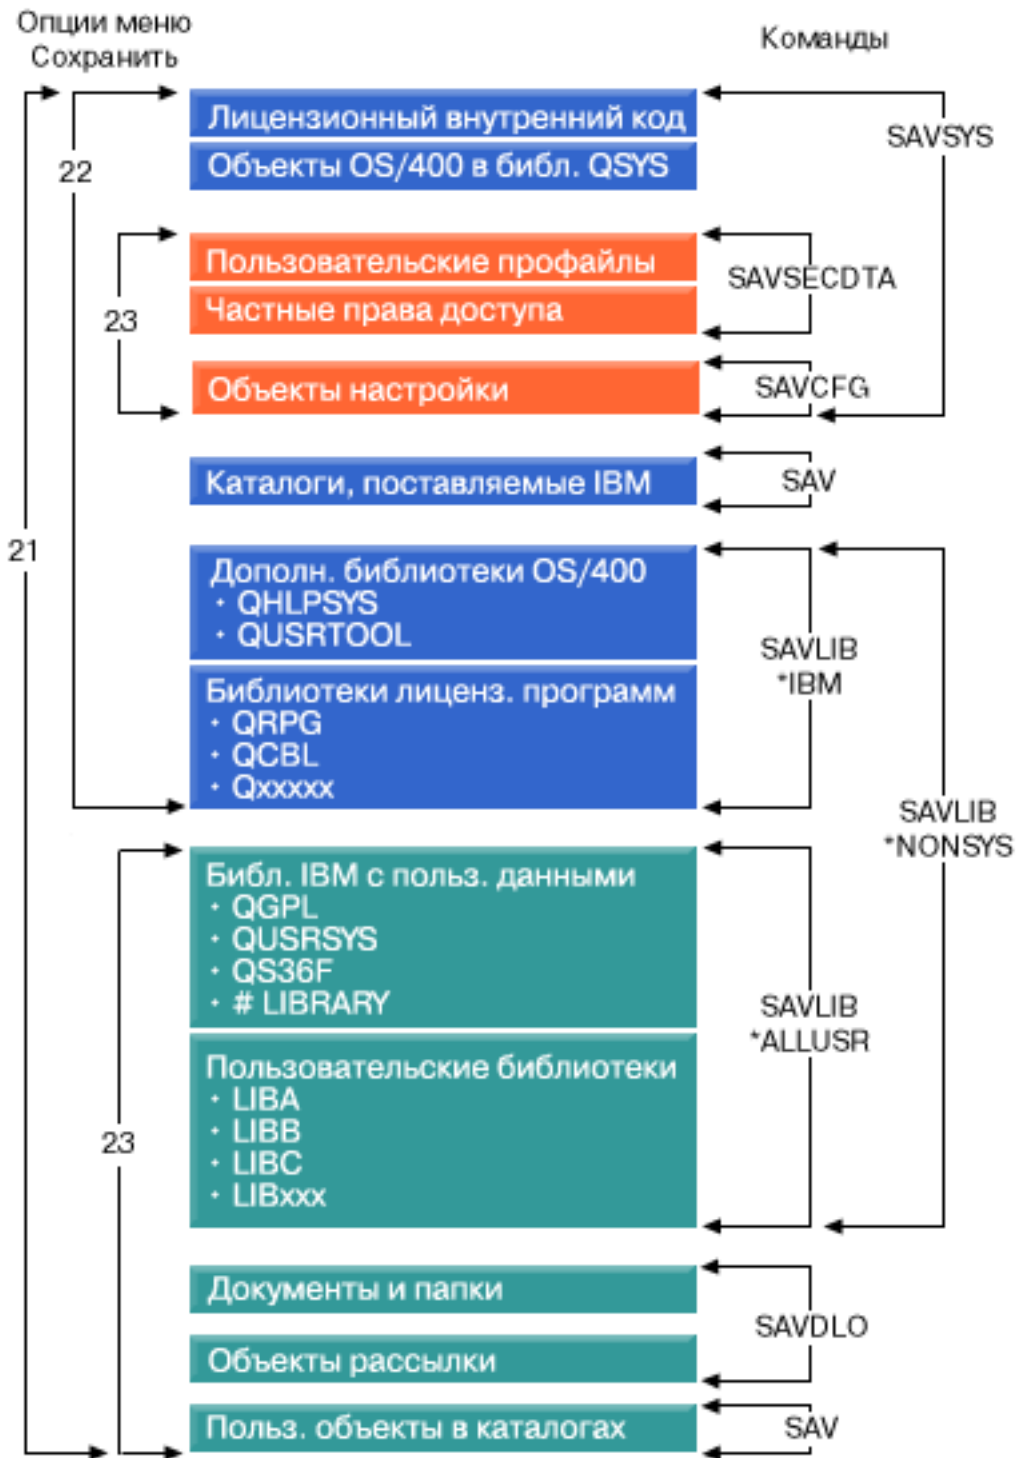 Опции меню
Сохранить
Команды
Лицензионный внутренний код
SAVSYS
Объекты OS/400 в библ. QSYS
22
Пользовательские профайлы
SAVSECDTA
Частные права доступа
23
Объекты настройки
SAVCFG
Каталоги, поставляемые IBM
SAV
21
Дополн. библиотеки OS/400
· QHLPSYS
· QUSRTOOL
SAVLIB
*IBM
Библиотеки лиценз. программ
· QRPG
· QCBL
· Qxxxxx
SAVLIB
*NONSYS
Библ. IBM с польз. данными
· QGPL
· QUSRSYS
· QS36F
· # LIBRARY
SAVLIB
*ALLUSR
Пользовательские библиотеки
· LIBA
· LIBB
· LIBC
· LIBxxx
23
Документы и папки
SAVDLO
Объекты рассылки
Польз. объекты в каталогах
SAV